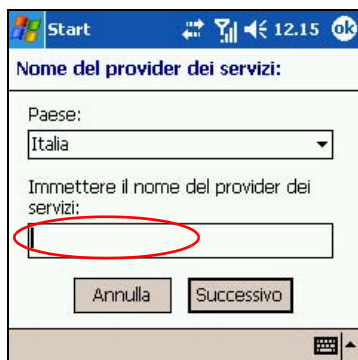 Start 12.15 ok
Nome del provider dei servizi:
Paese:
Italia
Immettere il nome del provider dei
servizi:
Annulla Successivo